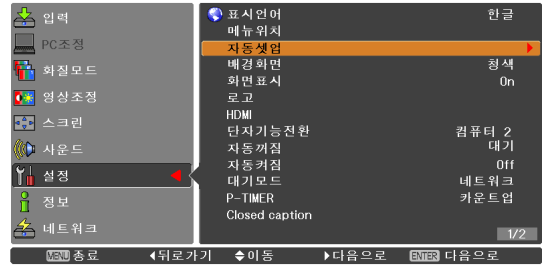 입력
PC조정
화질모드
영상조정
스크린
사운드
설정
정보
네트워크
표시언어 한글
메뉴위치
자동셋업
배경화면 청색
화면표시 On
로고
HDMI
단자기능전환 컴퓨터 2
자동꺼짐 대기
자동켜짐 Off
대기모드 네트워크
P-TIMER 카운트업
Closed caption
1/2
MENU 종료 뒤로가기 이동 다음으로 ENTER 다음으로